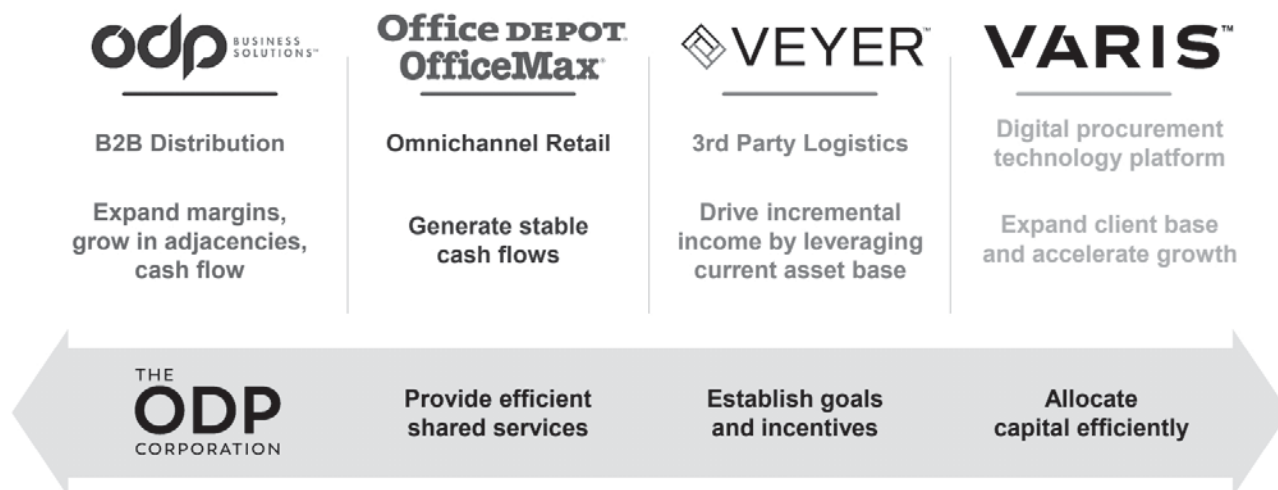 odp BUSINESS
SOLUTIONS™
B2B Distribution
Expand margins,
grow in adjacencies,
cash flow
Office DEPOT
OfficeMax
Omnichannel Retail
Generate stable
cash flows
VEYER™
3rd Party Logistics
Drive incremental
income by leveraging
current asset base
VARIS™
Digital procurement
technology platform
Expand client base
and accelerate growth
THE
ODP
CORPORATION
Provide efficient
shared services
Establish goals
and incentives
Allocate
capital efficiently